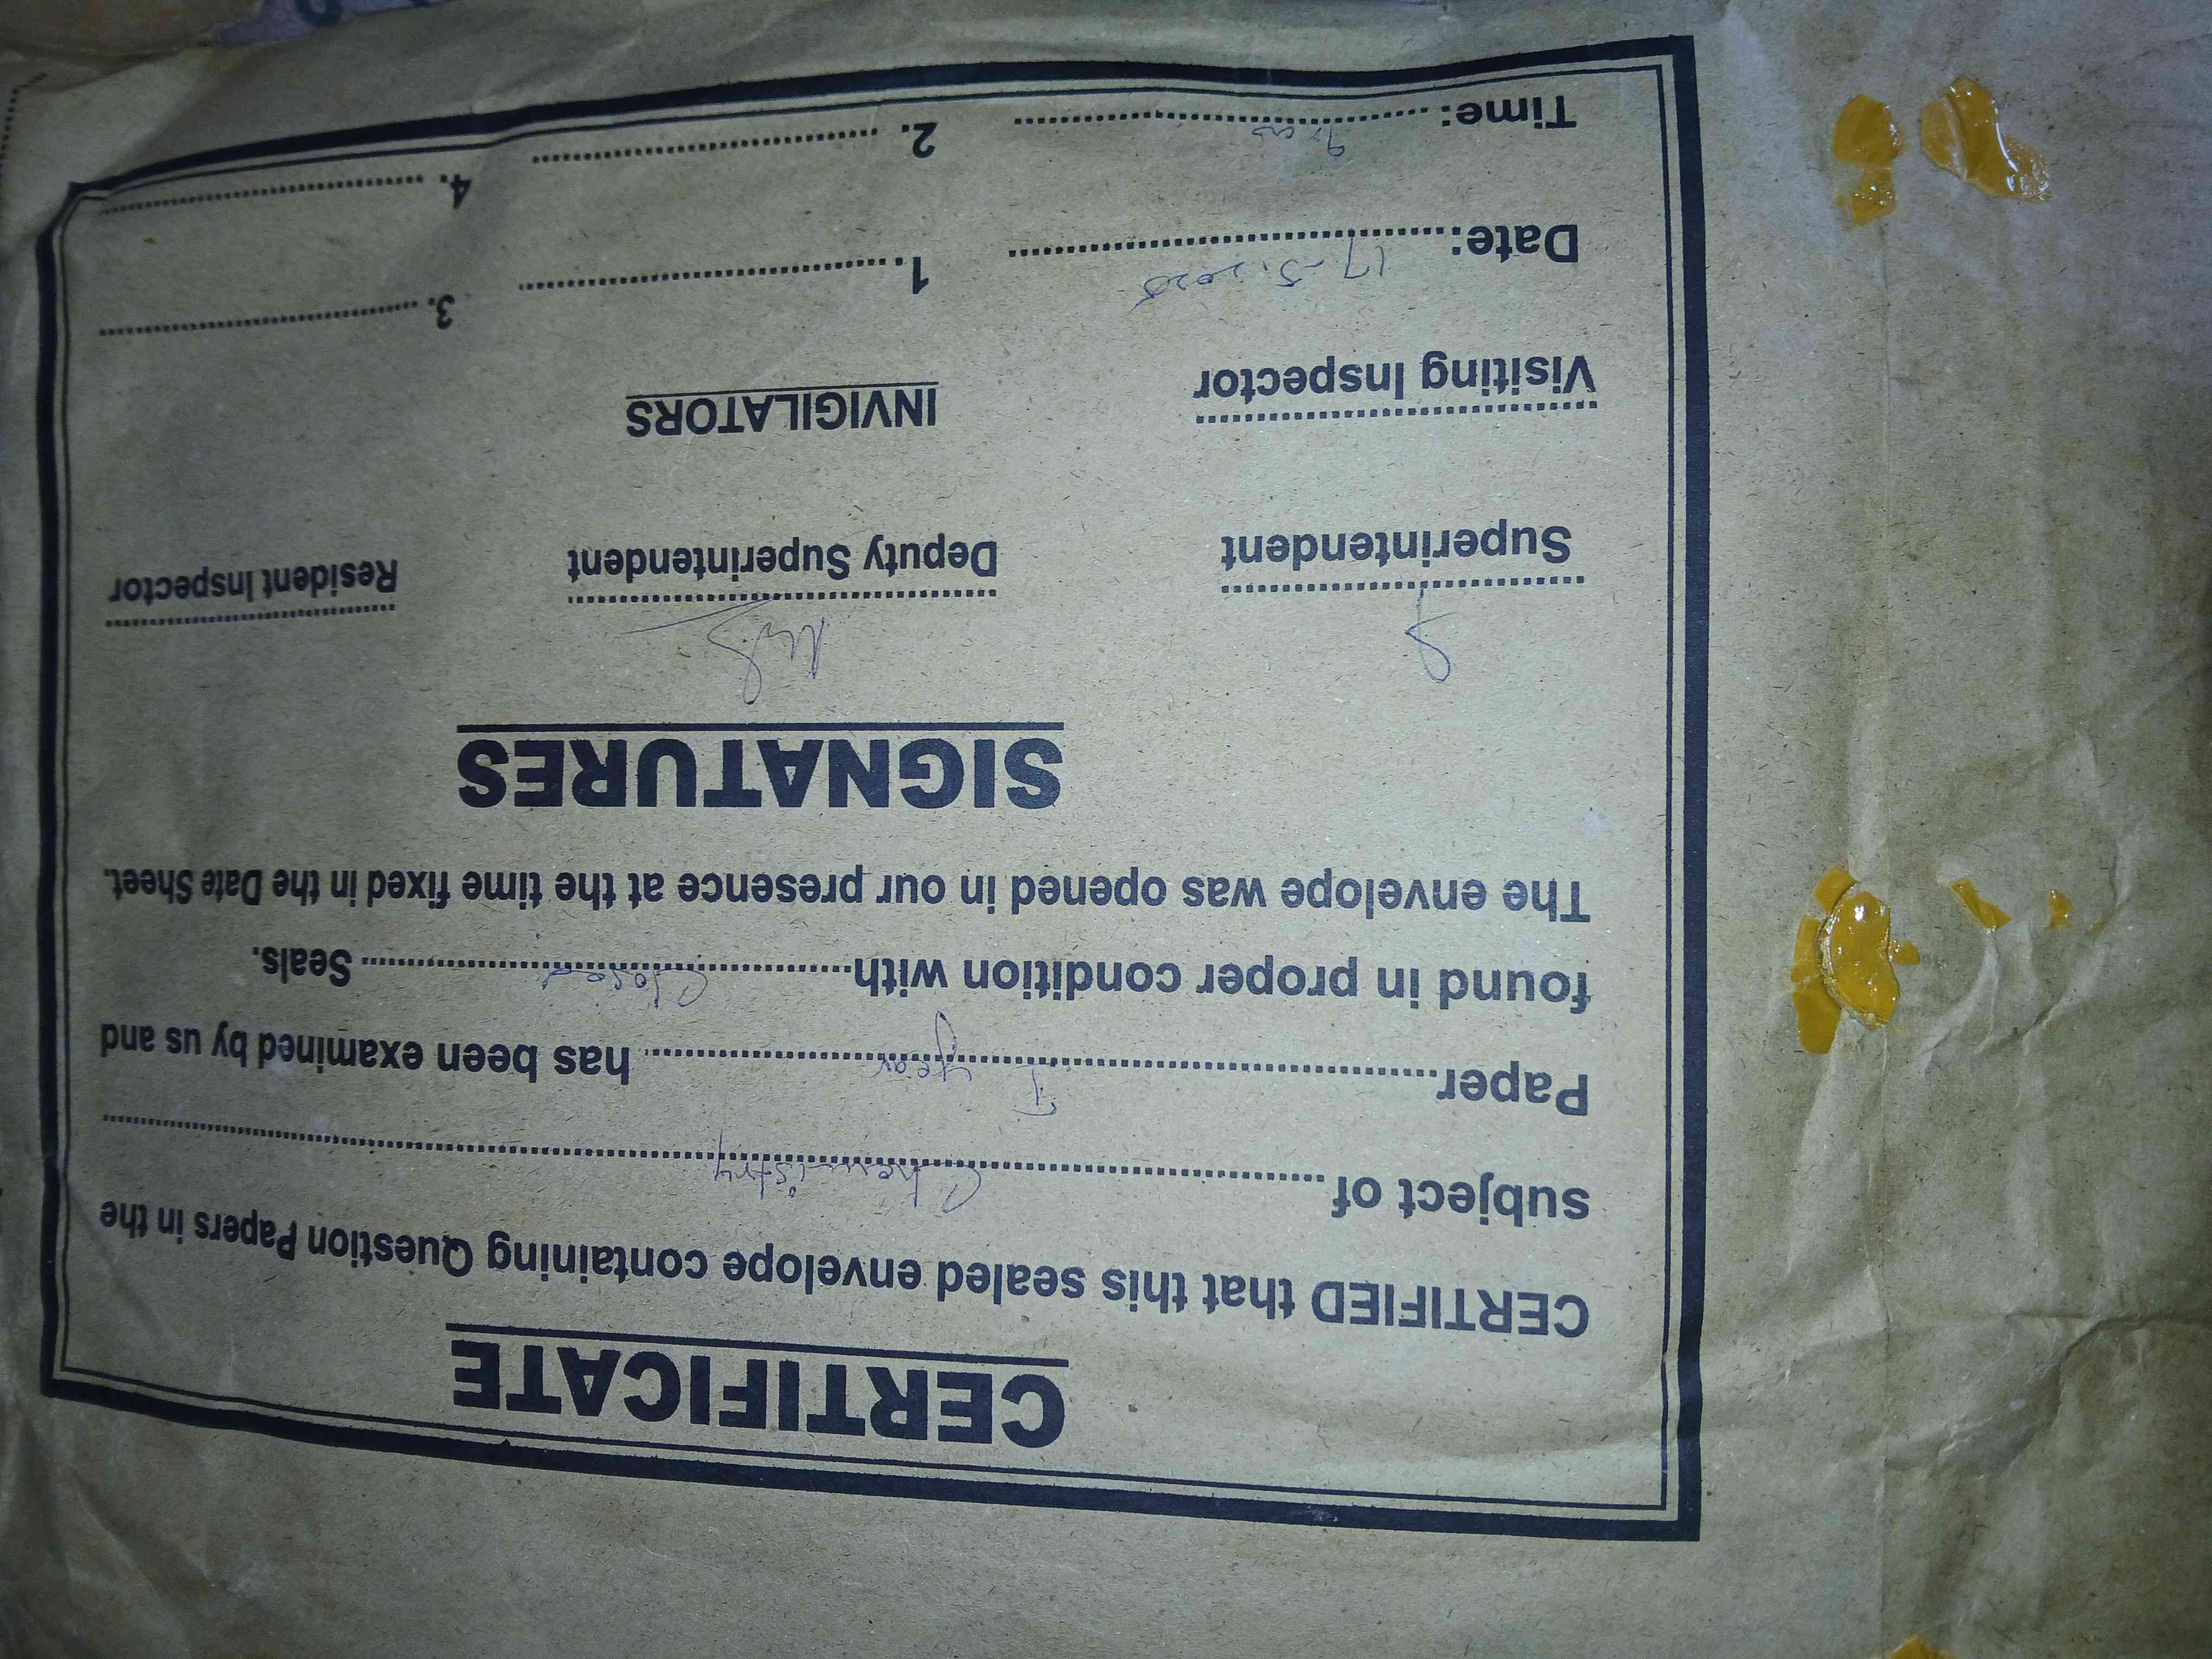 CERTIFICATE
CERTIFIED that this sealed envelope containing Question Papers in the
subject of ........ Chemistry ........
Paper ........ I year ........ has been examined by us and
found in proper condition with ........ Closed ........ Seals.
The envelope was opened in our presence at the time fixed in the Date Sheet.
SIGNATURES
Superintendent Deputy Superintendent Resident Inspector
Visiting Inspector INVIGILATORS
Date: 17-5-2025 1. ........ 3. ........
Time: 9:00 2. ........ 4. ........